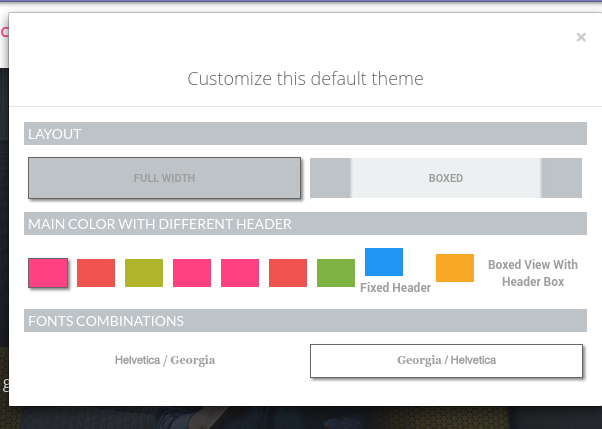 ×
Customize this default theme
LAYOUT
FULL WIDTH
BOXED
MAIN COLOR WITH DIFFERENT HEADER
Fixed Header
Boxed View With
Header Box
FONTS COMBINATIONS
Helvetica / Georgia
Georgia / Helvetica